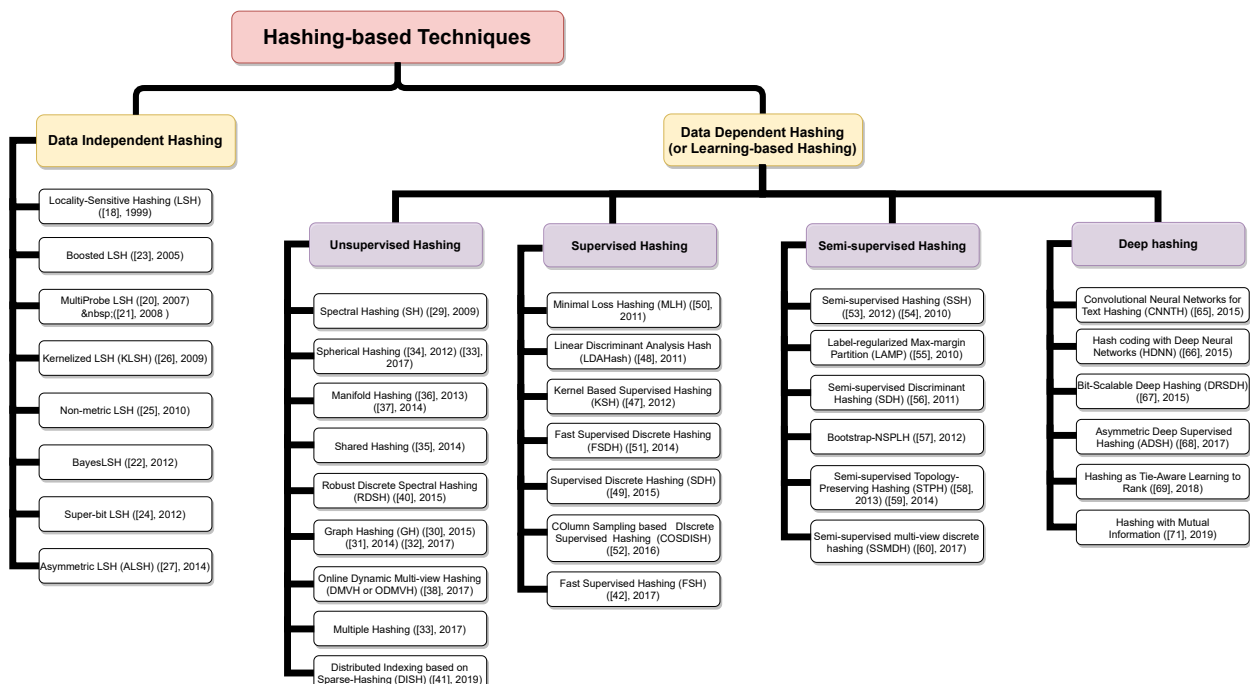 Hashing-based Techniques
Data Independent Hashing
Locality-Sensitive Hashing (LSH)
([18], 1999)
Boosted LSH ([23], 2005)
MultiProbe LSH ([20], 2007)
&nbsp;([21], 2008 )
Kernelized LSH (KLSH) ([26], 2009)
Non-metric LSH ([25], 2010)
BayesLSH ([22], 2012)
Super-bit LSH ([24], 2012)
Asymmetric LSH (ALSH) ([27], 2014)
Data Dependent Hashing
(or Learning-based Hashing)
Unsupervised Hashing
Spectral Hashing (SH) ([29], 2009)
Spherical Hashing ([34], 2012) ([33],
2017)
Manifold Hashing ([36], 2013)
([37], 2014)
Shared Hashing ([35], 2014)
Robust Discrete Spectral Hashing
(RDSH) ([40], 2015)
Graph Hashing (GH) ([30], 2015)
([31], 2014) ([32], 2017)
Online Dynamic Multi-view Hashing
(DMVH or ODMVH) ([38], 2017)
Multiple Hashing ([33], 2017)
Distributed Indexing based on
Sparse-Hashing (DISH) ([41], 2019)
Supervised Hashing
Minimal Loss Hashing (MLH) ([50],
2011)
Linear Discriminant Analysis Hash
(LDAHash) ([48], 2011)
Kernel Based Supervised Hashing
(KSH) ([47], 2012)
Fast Supervised Discrete Hashing
(FSDH) ([51], 2014)
Supervised Discrete Hashing (SDH)
([49], 2015)
COlumn Sampling based DIscrete
Supervised Hashing (COSDISH)
([52], 2016)
Fast Supervised Hashing (FSH)
([42], 2017)
Semi-supervised Hashing
Semi-supervised Hashing (SSH)
([53], 2012) ([54], 2010)
Label-regularized Max-margin
Partition (LAMP) ([55], 2010)
Semi-supervised Discriminant
Hashing (SDH) ([56], 2011)
Bootstrap-NSPLH ([57], 2012)
Semi-supervised Topology-
Preserving Hashing (STPH) ([58],
2013) ([59], 2014)
Semi-supervised multi-view discrete
hashing (SSMDH) ([60], 2017)
Deep hashing
Convolutional Neural Networks for
Text Hashing (CNNTH) ([65], 2015)
Hash coding with Deep Neural
Networks (HDNN) ([66], 2015)
Bit-Scalable Deep Hashing (DRSDH)
([67], 2015)
Asymmetric Deep Supervised
Hashing (ADSH) ([68], 2017)
Hashing as Tie-Aware Learning to
Rank ([69], 2018)
Hashing with Mutual
Information ([71], 2019)